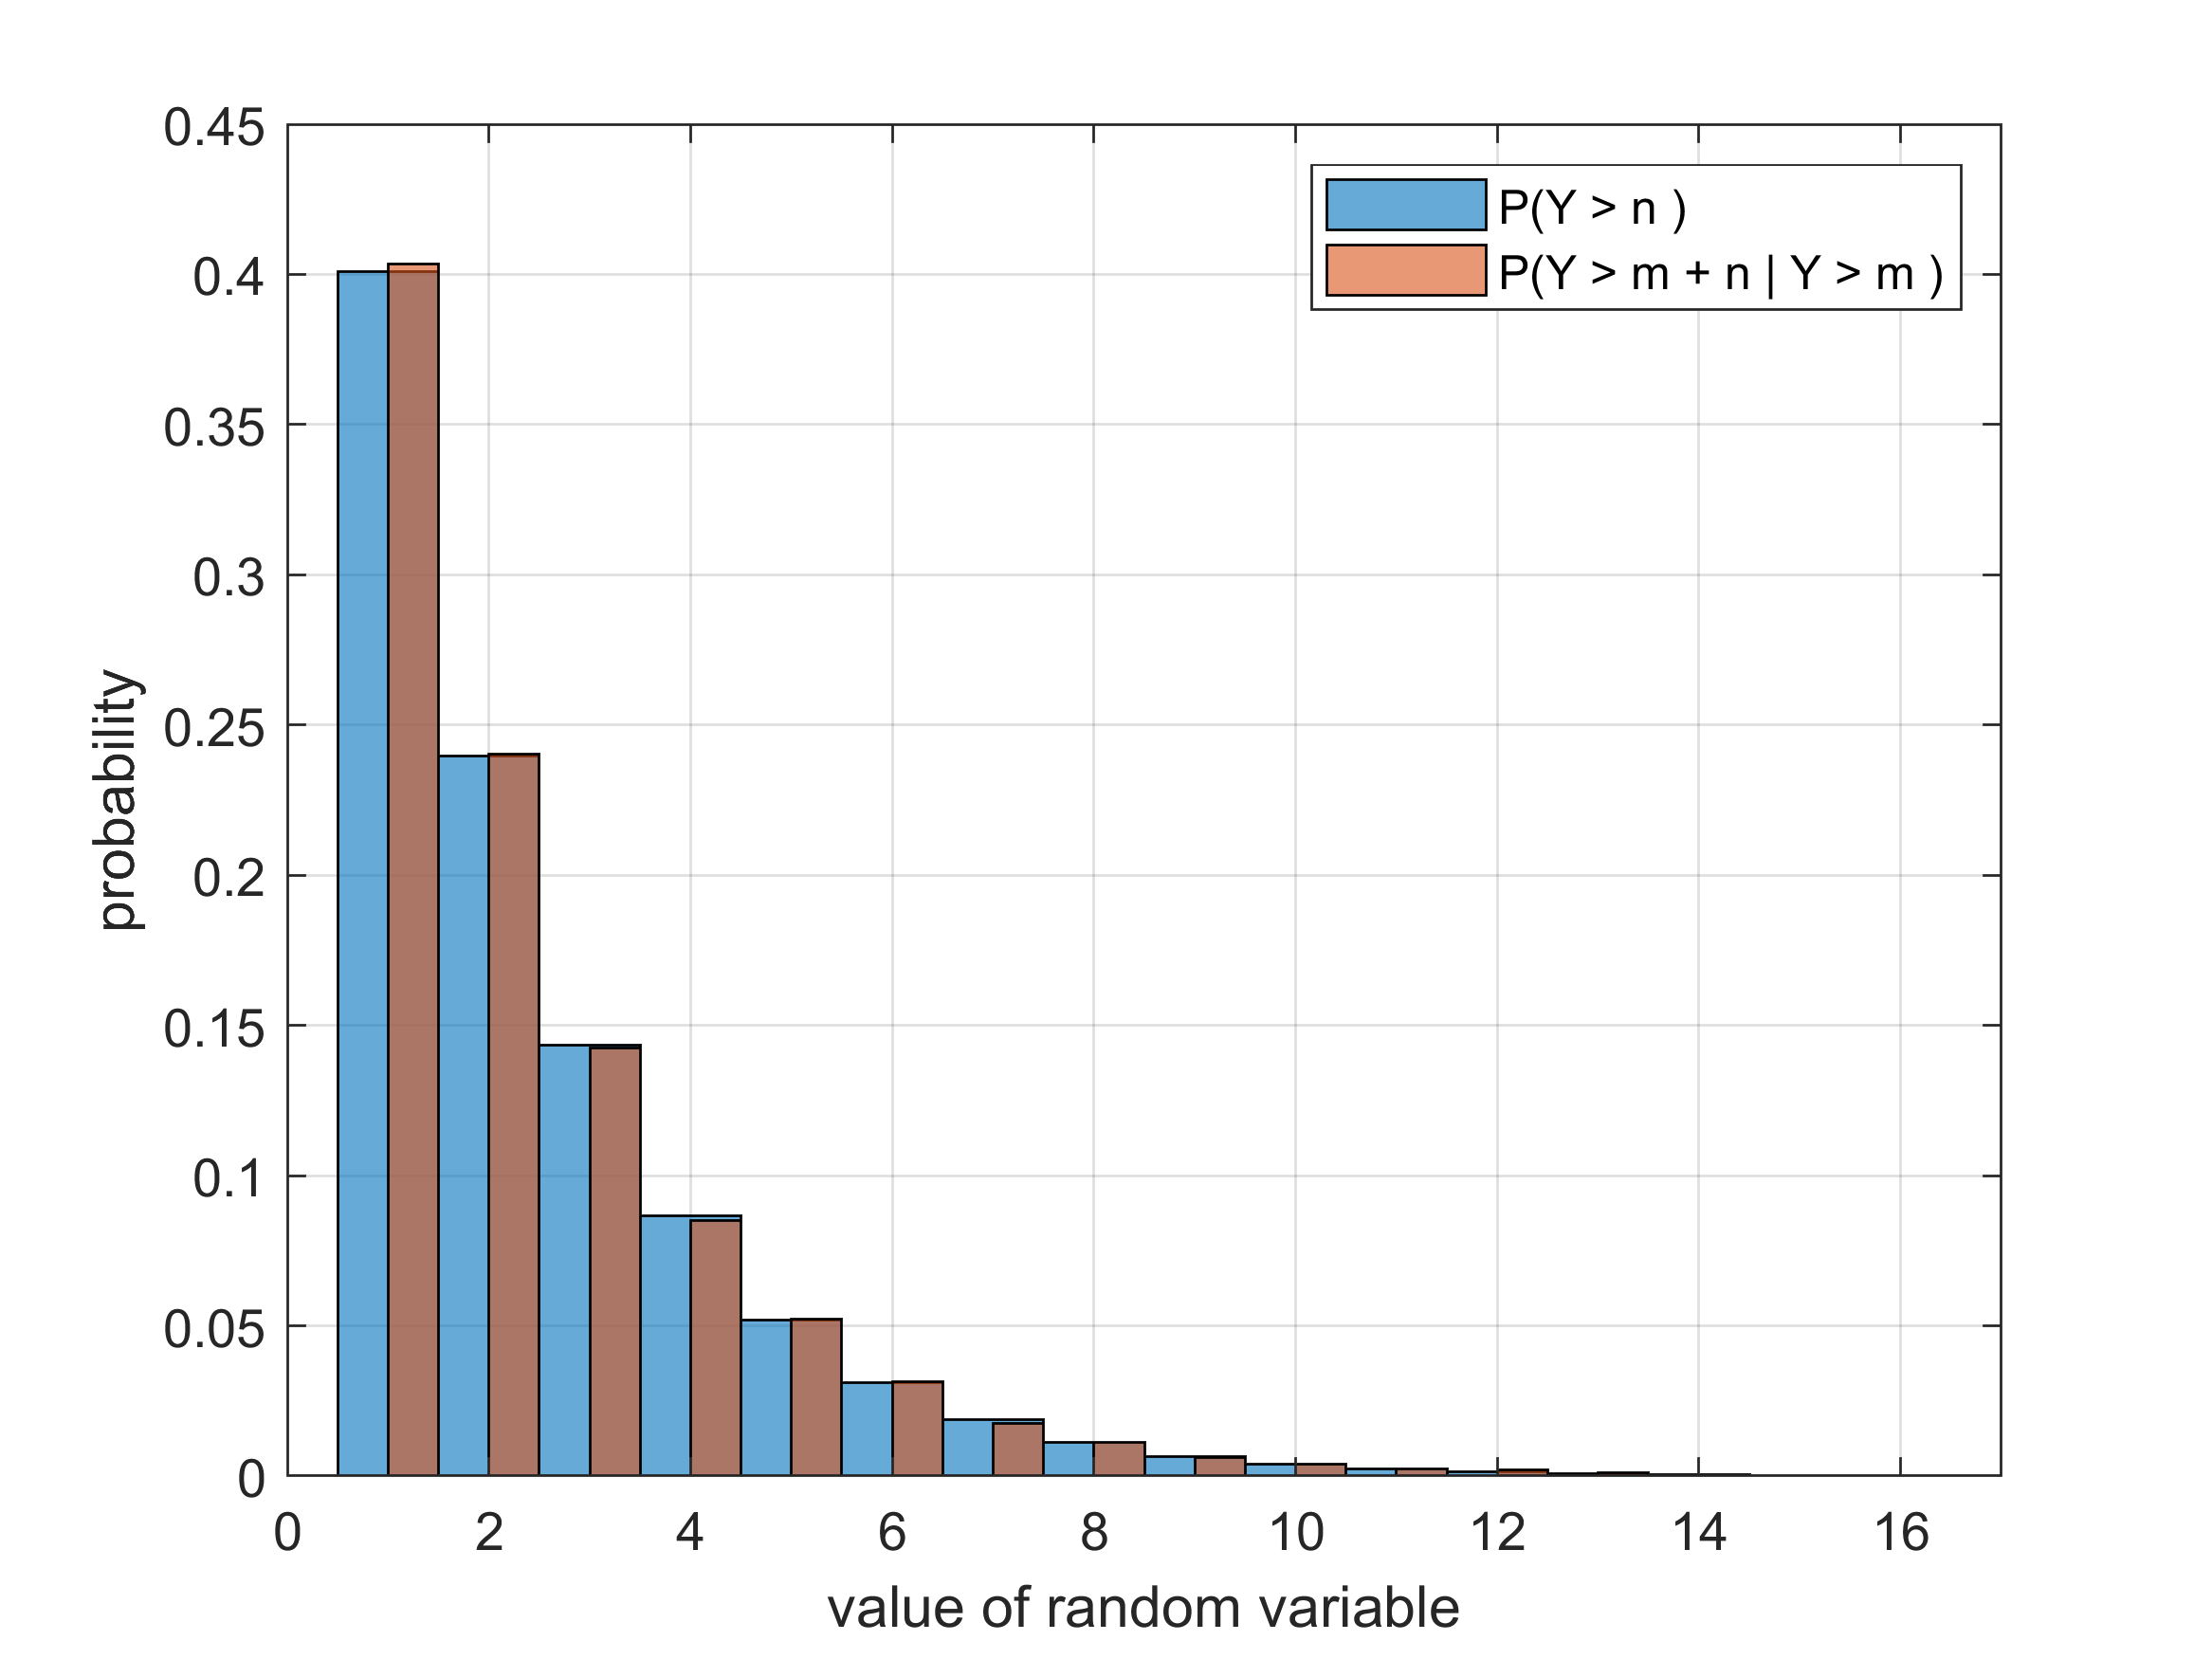 0.45
0.4
0.35
0.3
0.25
0.2
0.15
0.1
0.05
0
probability
P(Y > n )
P(Y > m + n | Y > m )
0 2 4 6 8 10 12 14 16
value of random variable